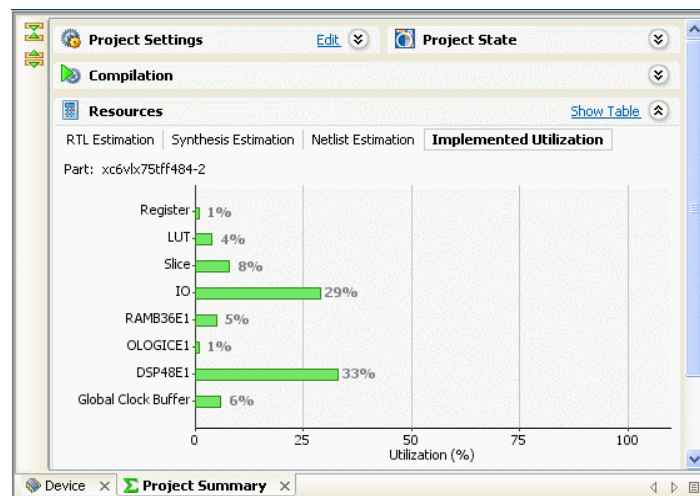 Project Settings Edit Project State
Compilation
Resources Show Table
RTL Estimation Synthesis Estimation Netlist Estimation Implemented Utilization
Part: xc6vlx75tff484-2
Register 1%
LUT 4%
Slice 8%
IO 29%
RAMB36E1 5%
OLOGICE1 1%
DSP48E1 33%
Global Clock Buffer 6%
0 25 50 75 100
Utilization (%)
Device X Σ Project Summary X